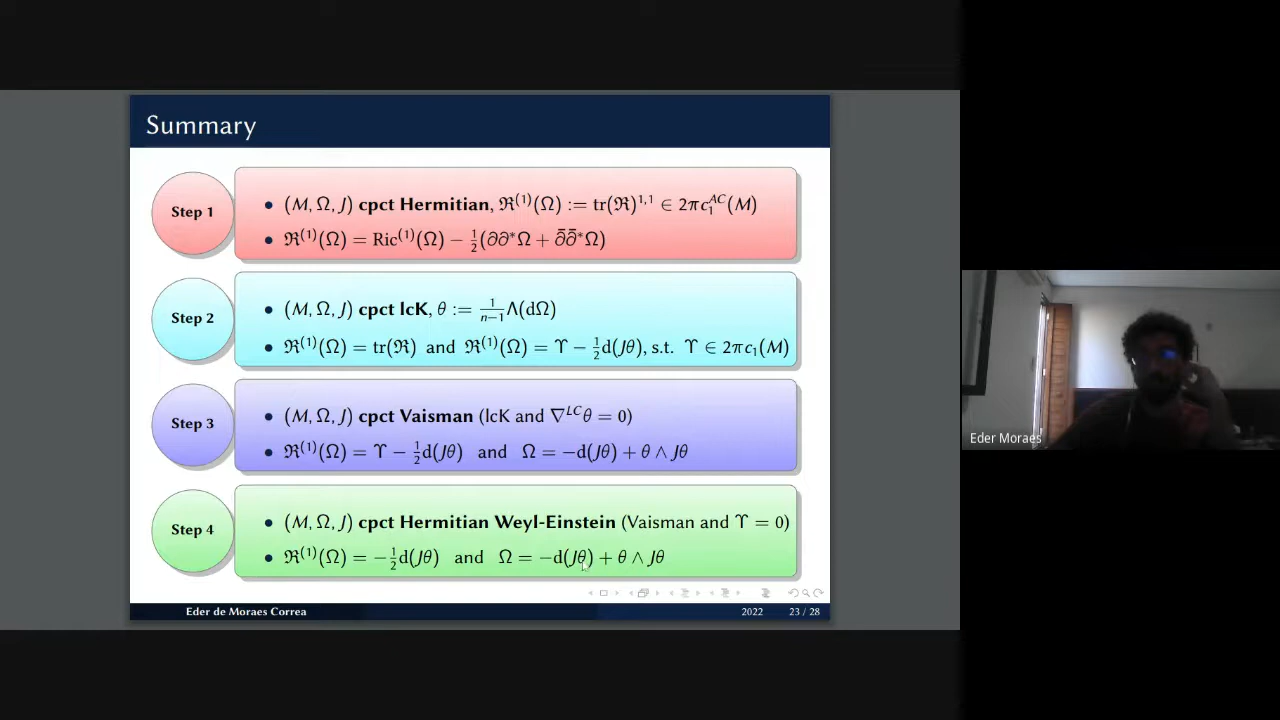 Summary
Step 1
• (M, Ω, J) cpct Hermitian, ℜ⁽¹⁾(Ω) := tr(ℜ)¹,¹ ∈ 2πc₁ᴬᶜ(M)
• ℜ⁽¹⁾(Ω) = Ric⁽¹⁾(Ω) − ½(∂∂*Ω + ∂̄∂̄*Ω)
Step 2
• (M, Ω, J) cpct lcK, θ := 1/(n−1) Λ(dΩ)
• ℜ⁽¹⁾(Ω) = tr(ℜ) and ℜ⁽¹⁾(Ω) = ϒ − ½d(Jθ), s.t. ϒ ∈ 2πc₁(M)
Step 3
• (M, Ω, J) cpct Vaisman (lcK and ∇ᴸᶜθ = 0)
• ℜ⁽¹⁾(Ω) = ϒ − ½d(Jθ) and Ω = −d(Jθ) + θ ∧ Jθ
Step 4
• (M, Ω, J) cpct Hermitian Weyl-Einstein (Vaisman and ϒ = 0)
• ℜ⁽¹⁾(Ω) = −½d(Jθ) and Ω = −d(Jθ) + θ ∧ Jθ
Eder de Moraes Correa 2022 23 / 28
Eder Moraes